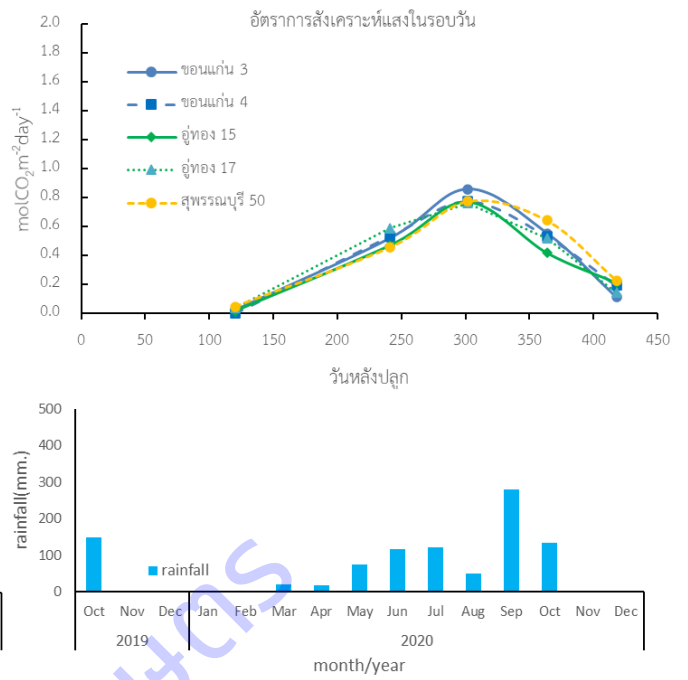 อัตราการสังเคราะห์แสงในรอบวัน
2.0
1.8
1.6
1.4
1.2
1.0
0.8
0.6
0.4
0.2
0.0
molCO2m-2day-1
ขอนแก่น 3
ขอนแก่น 4
อู่ทอง 15
อู่ทอง 17
สุพรรณบุรี 50
0 50 100 150 200 250 300 350 400 450
วันหลังปลูก
500
400
300
200
100
0
rainfall(mm.)
rainfall
Oct Nov Dec Jan Feb Mar Apr May Jun Jul Aug Sep Oct Nov Dec
2019 2020
month/year